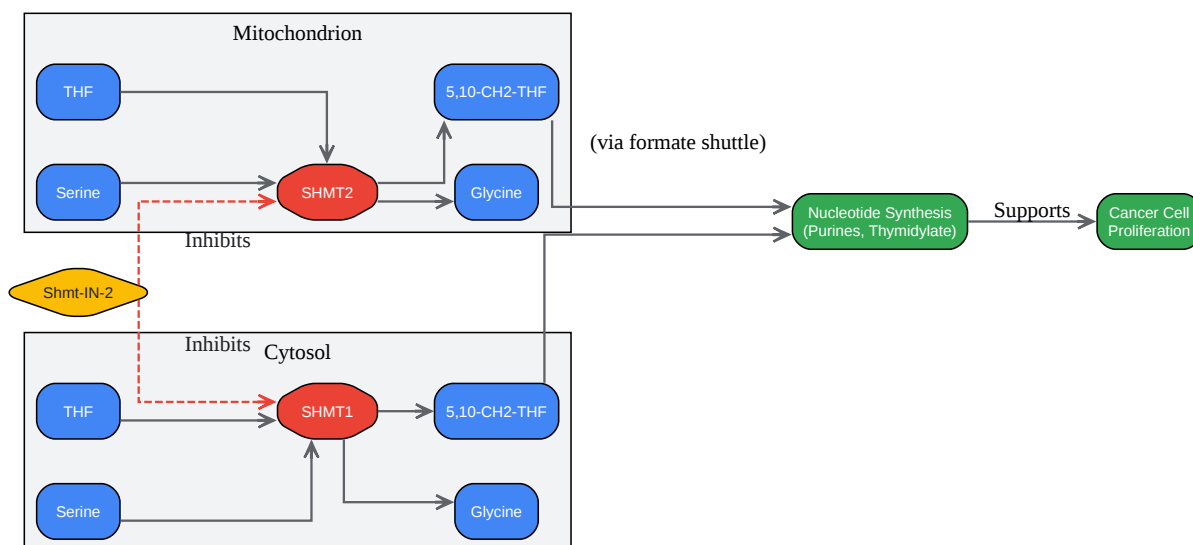 Mitochondrion
THF
5,10-CH2-THF
(via formate shuttle)
Serine
SHMT2
Glycine
Nucleotide Synthesis
(Purines, Thymidylate)
Supports
Cancer Cell
Proliferation
Inhibits
Shmt-IN-2
Inhibits
Cytosol
THF
SHMT1
5,10-CH2-THF
Serine
Glycine